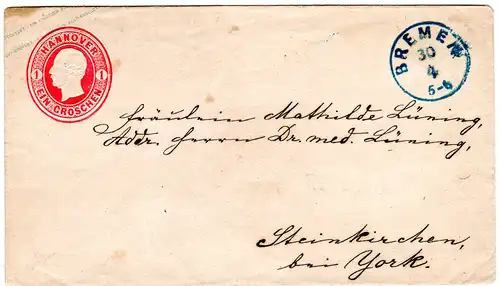 HANNOVER
1 1
EIN GROSCHEN
BREMEN
30
4
5-6
Fräulein Mathilde Lüning,
Addr. Herrn Dr. med. Lüning,
Steinkirchen,
bei York.